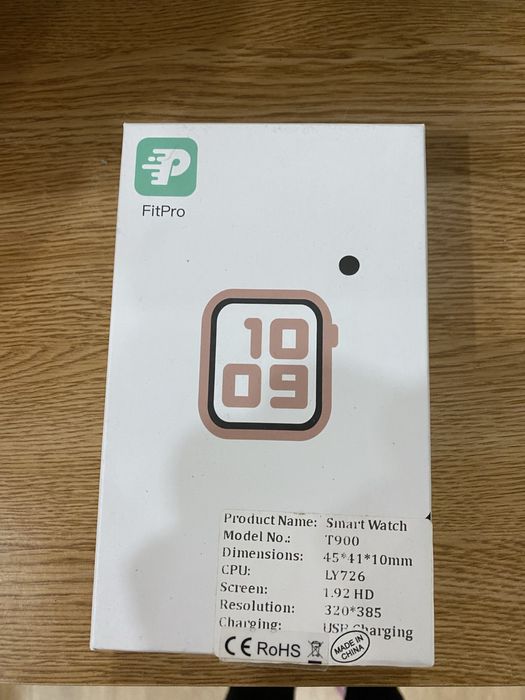 FitPro
10
09
Product Name: Smart Watch
Model No.: T900
Dimensions: 45*41*10mm
CPU: LY726
Screen: 1.92 HD
Resolution: 320*385
Charging: USB Charging
CE RoHS MADE IN CHINA